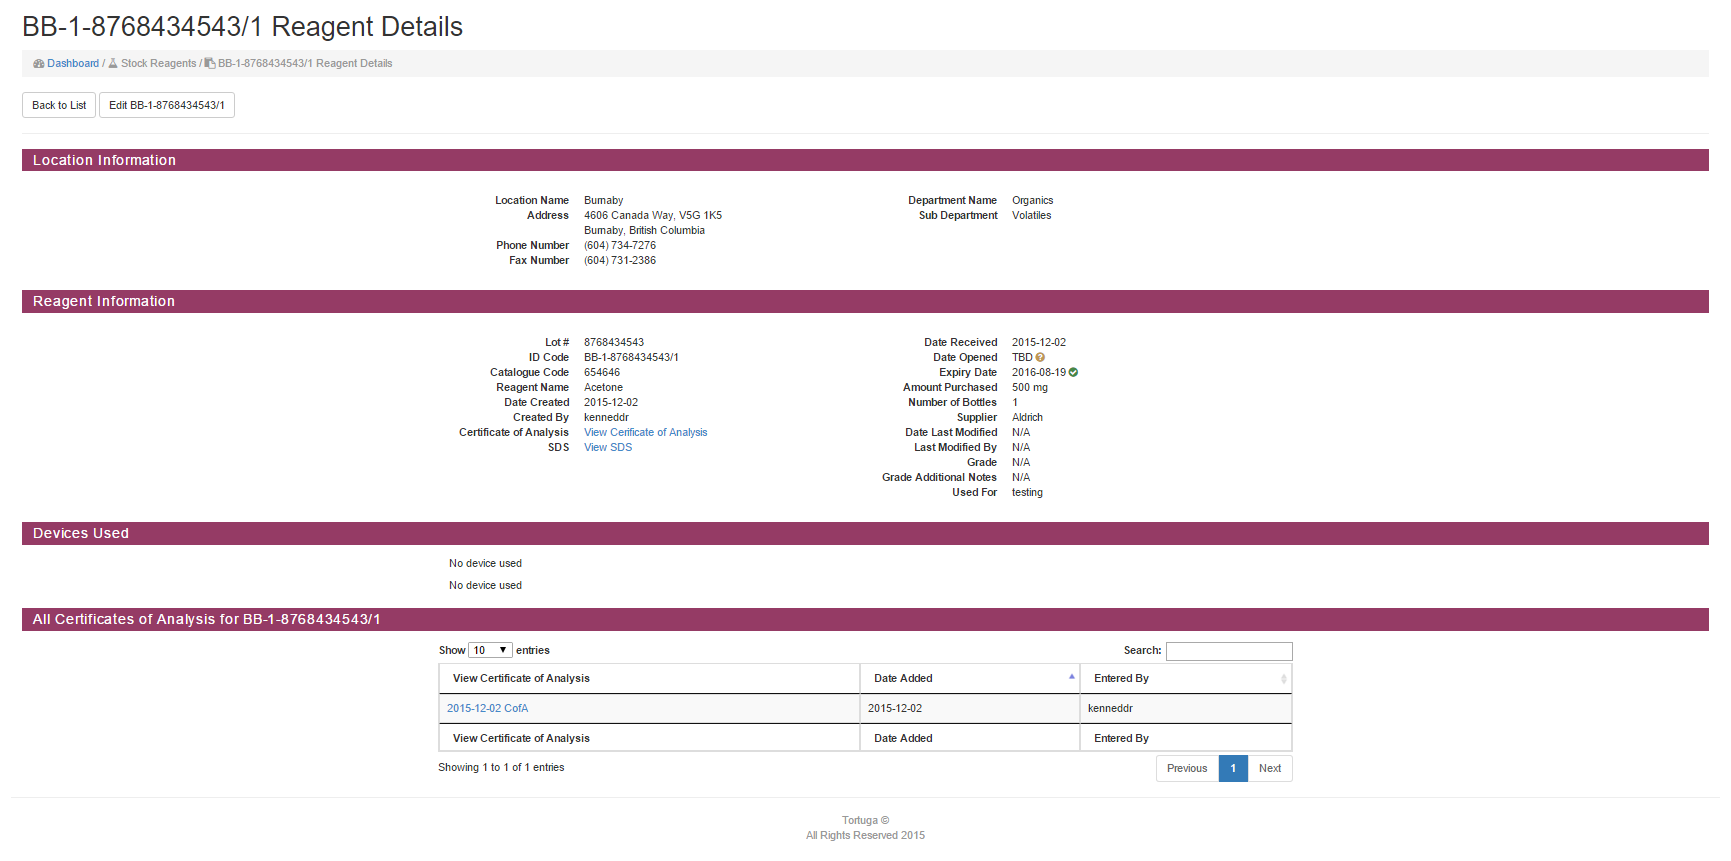 BB-1-8768434543/1 Reagent Details
Dashboard / Stock Reagents / BB-1-8768434543/1 Reagent Details
Back to List Edit BB-1-8768434543/1
Location Information
Location Name Burnaby
Address 4606 Canada Way, V5G 1K5
Burnaby, British Columbia
Phone Number (604) 734-7276
Fax Number (604) 731-2386
Department Name Organics
Sub Department Volatiles
Reagent Information
Lot # 8768434543
ID Code BB-1-8768434543/1
Catalogue Code 654646
Reagent Name Acetone
Date Created 2015-12-02
Created By kenneddr
Certificate of Analysis View Cerificate of Analysis
SDS View SDS
Date Received 2015-12-02
Date Opened TBD
Expiry Date 2016-08-19
Amount Purchased 500 mg
Number of Bottles 1
Supplier Aldrich
Date Last Modified N/A
Last Modified By N/A
Grade N/A
Grade Additional Notes N/A
Used For testing
Devices Used
No device used
No device used
All Certificates of Analysis for BB-1-8768434543/1
Show 10 entries Search:
View Certificate of Analysis Date Added Entered By
2015-12-02 CofA 2015-12-02 kenneddr
View Certificate of Analysis Date Added Entered By
Showing 1 to 1 of 1 entries Previous 1 Next
Tortuga ©
All Rights Reserved 2015